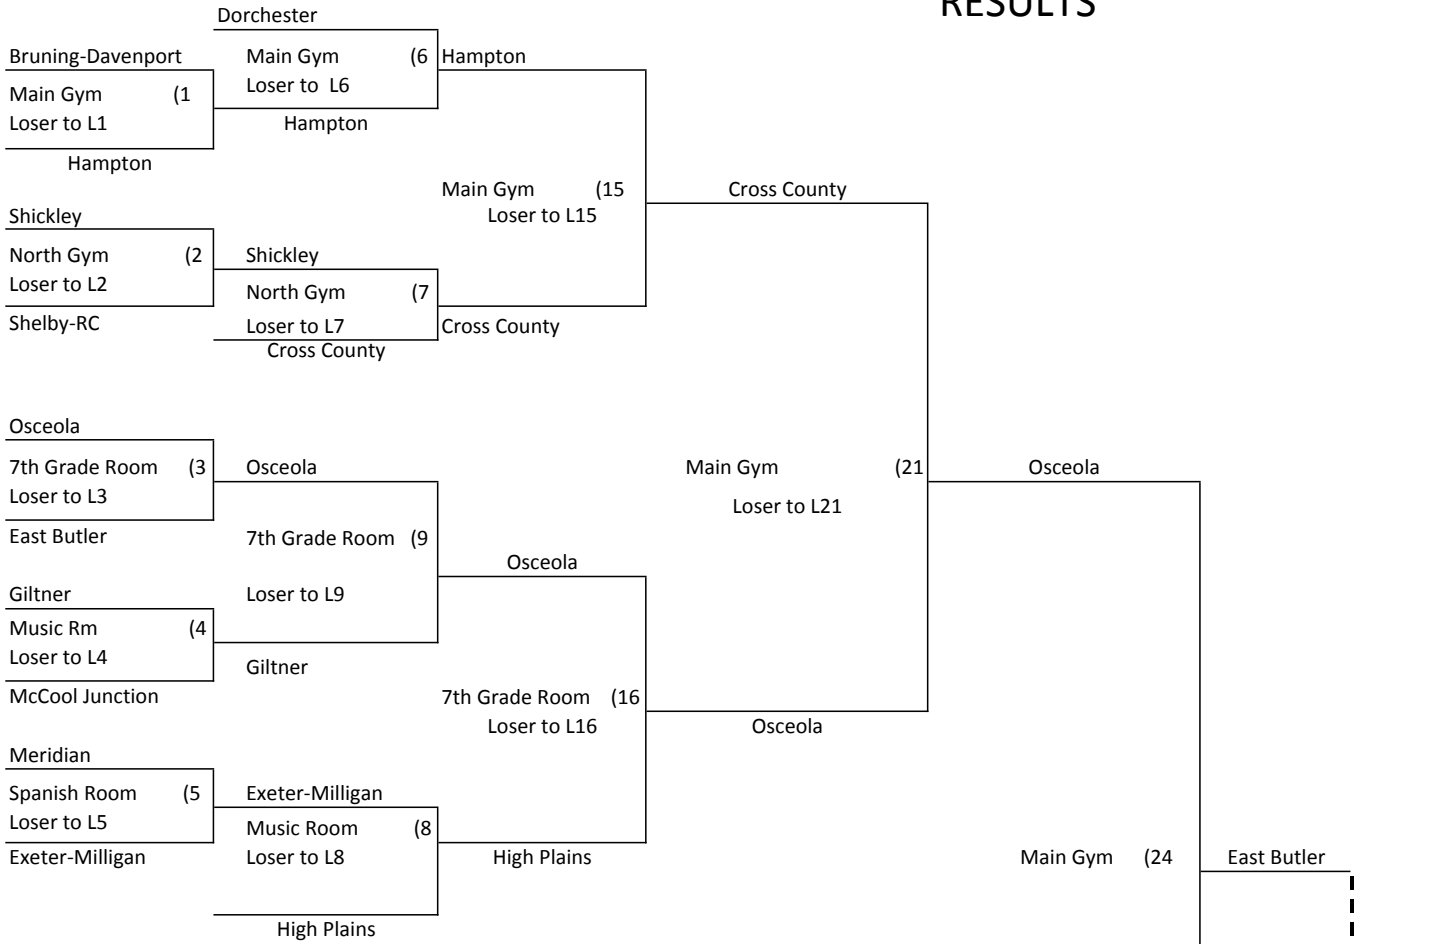 RESULTS
Dorchester
Bruning-Davenport
Main Gym (6
Hampton
Loser to L6
Main Gym (1
Loser to L1
Hampton
Hampton
Main Gym (15
Cross County
Loser to L15
Shickley
North Gym (2
Shickley
Loser to L2
North Gym (7
Shelby-RC
Loser to L7
Cross County
Cross County
Osceola
7th Grade Room (3
Osceola
Main Gym (21
Osceola
Loser to L3
Loser to L21
East Butler
7th Grade Room (9
Osceola
Giltner
Loser to L9
Music Rm (4
Loser to L4
Giltner
McCool Junction
7th Grade Room (16
Loser to L16
Osceola
Meridian
Spanish Room (5
Exeter-Milligan
Loser to L5
Music Room (8
Exeter-Milligan
Loser to L8
High Plains
Main Gym (24
East Butler
High Plains